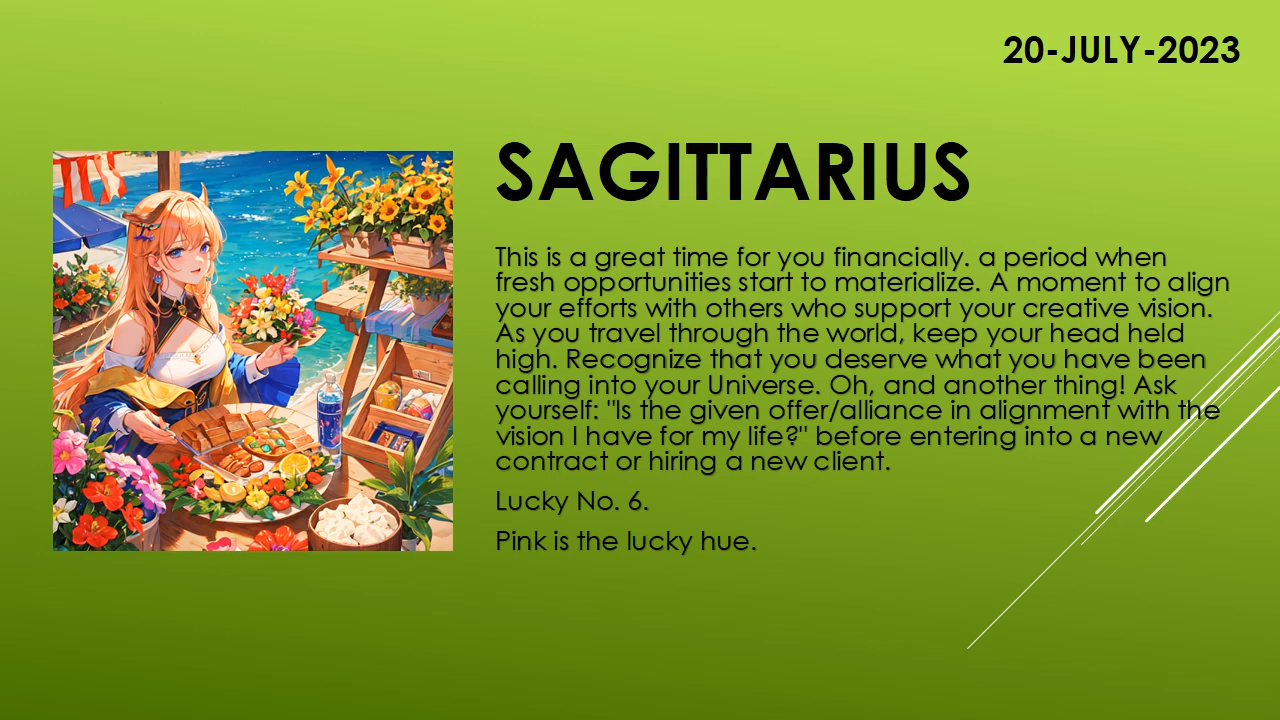 20-JULY-2023
SAGITTARIUS
This is a great time for you financially. a period when
fresh opportunities start to materialize. A moment to align
your efforts with others who support your creative vision.
As you travel through the world, keep your head held
high. Recognize that you deserve what you have been
calling into your Universe. Oh, and another thing! Ask
yourself: "Is the given offer/alliance in alignment with the
vision I have for my life?" before entering into a new
contract or hiring a new client.
Lucky No. 6.
Pink is the lucky hue.